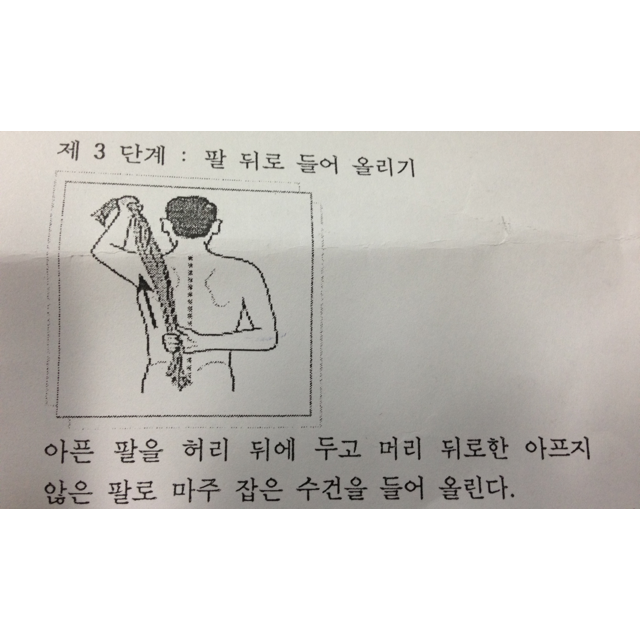 제 3 단계 : 팔 뒤로 들어 올리기
아픈 팔을 허리 뒤에 두고 머리 뒤로한 아프지
않은 팔로 마주 잡은 수건을 들어 올린다.